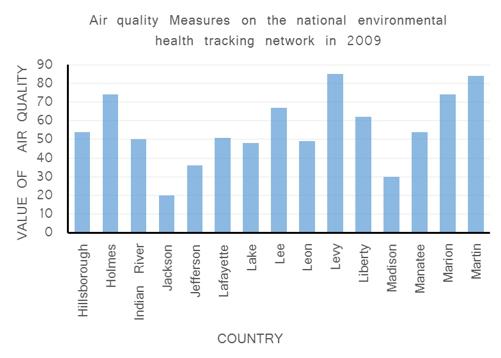 Air quality Measures on the national environmental
health tracking network in 2009
VALUE OF AIR QUALITY
90
80
70
60
50
40
30
20
10
0
Hillsborough
Holmes
Indian River
Jackson
Jefferson
Lafayette
Lake
Lee
Leon
Levy
Liberty
Madison
Manatee
Marion
Martin
COUNTRY